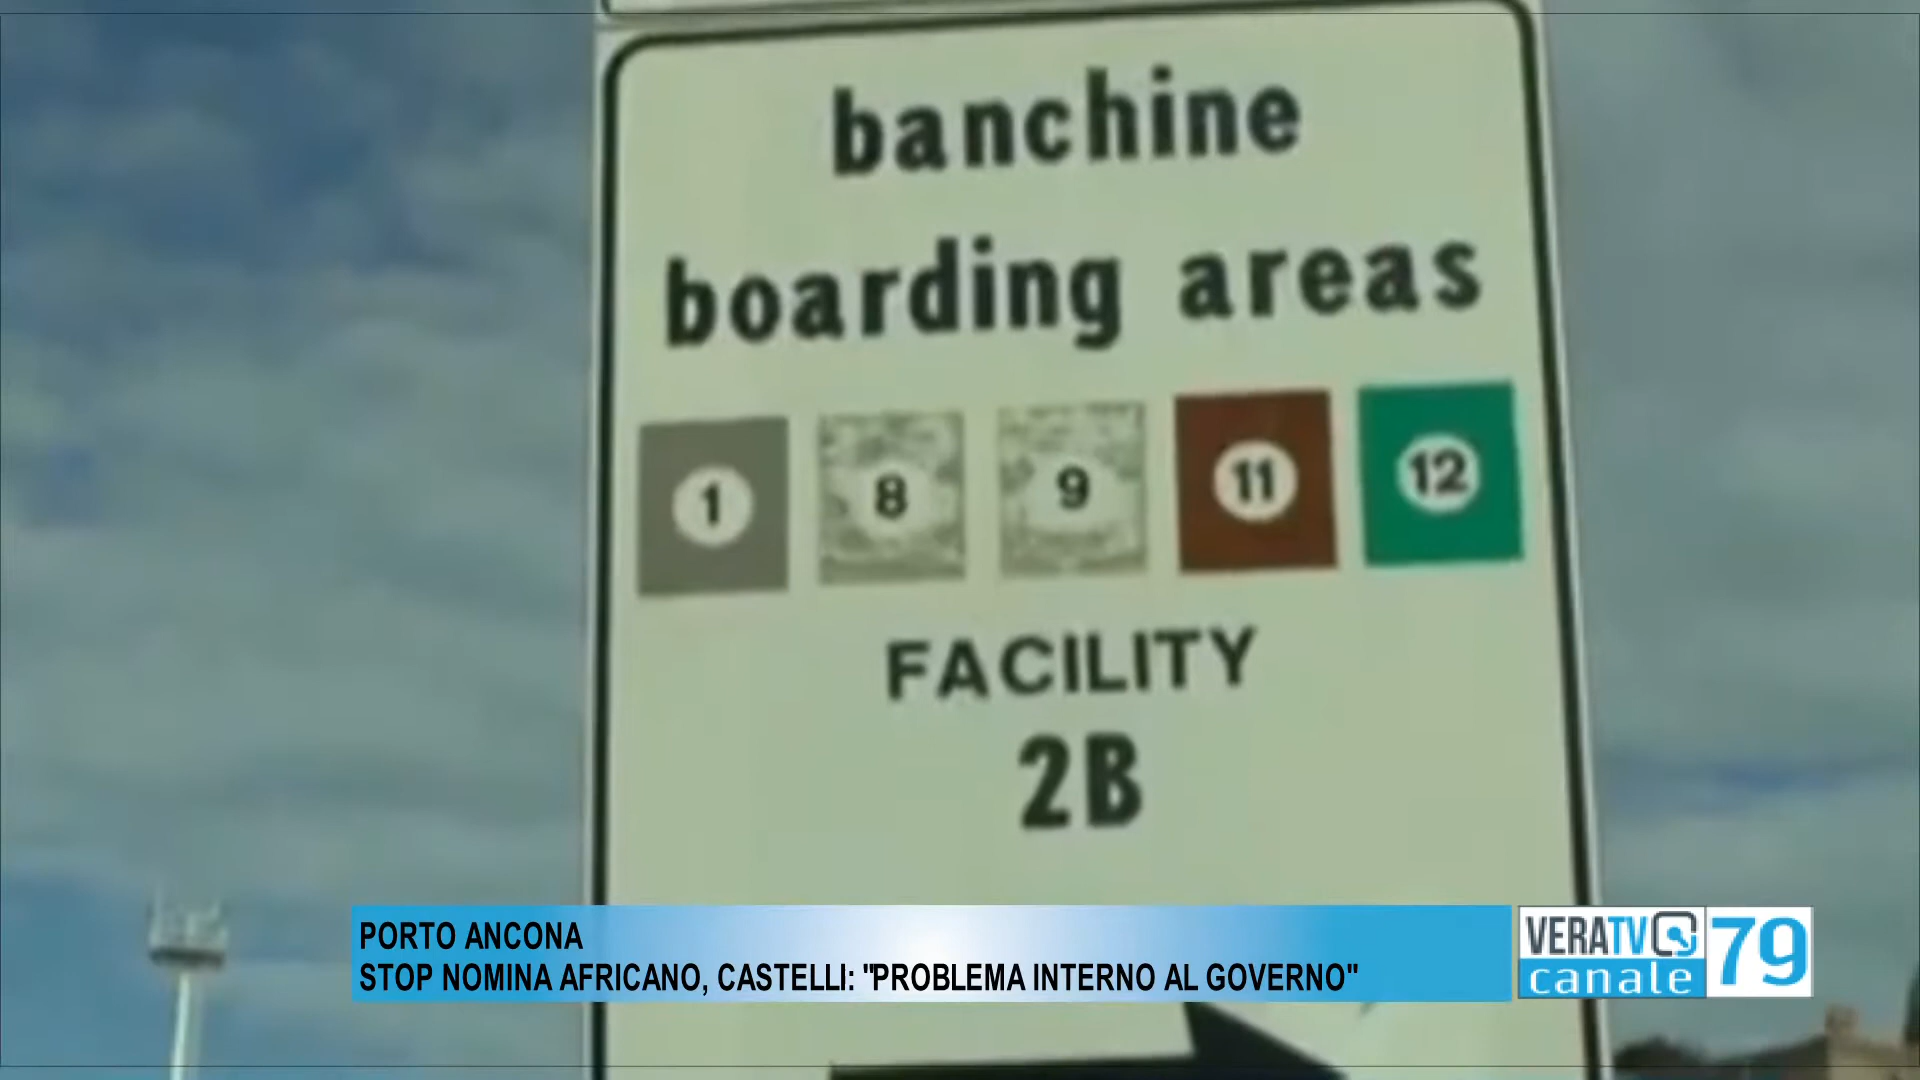 banchine
boarding areas
1 8 9 11 12
FACILITY
2B
PORTO ANCONA
STOP NOMINA AFRICANO, CASTELLI: "PROBLEMA INTERNO AL GOVERNO"
VERATV
canale
79